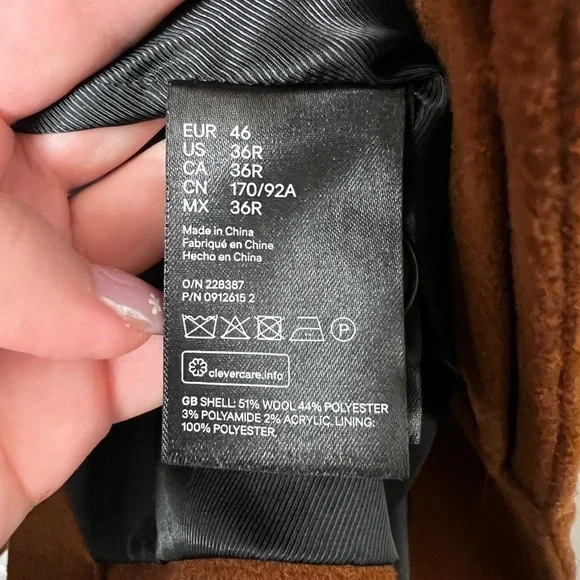 EUR 46
US 36R
CA 36R
CN 170/92A
MX 36R
Made in China
Fabriqué en Chine
Hecho en China
O/N 228387
P/N 0912615 2
P
clevercare.info
GB SHELL: 51% WOOL 44% POLYESTER
3% POLYAMIDE 2% ACRYLIC. LINING:
100% POLYESTER.